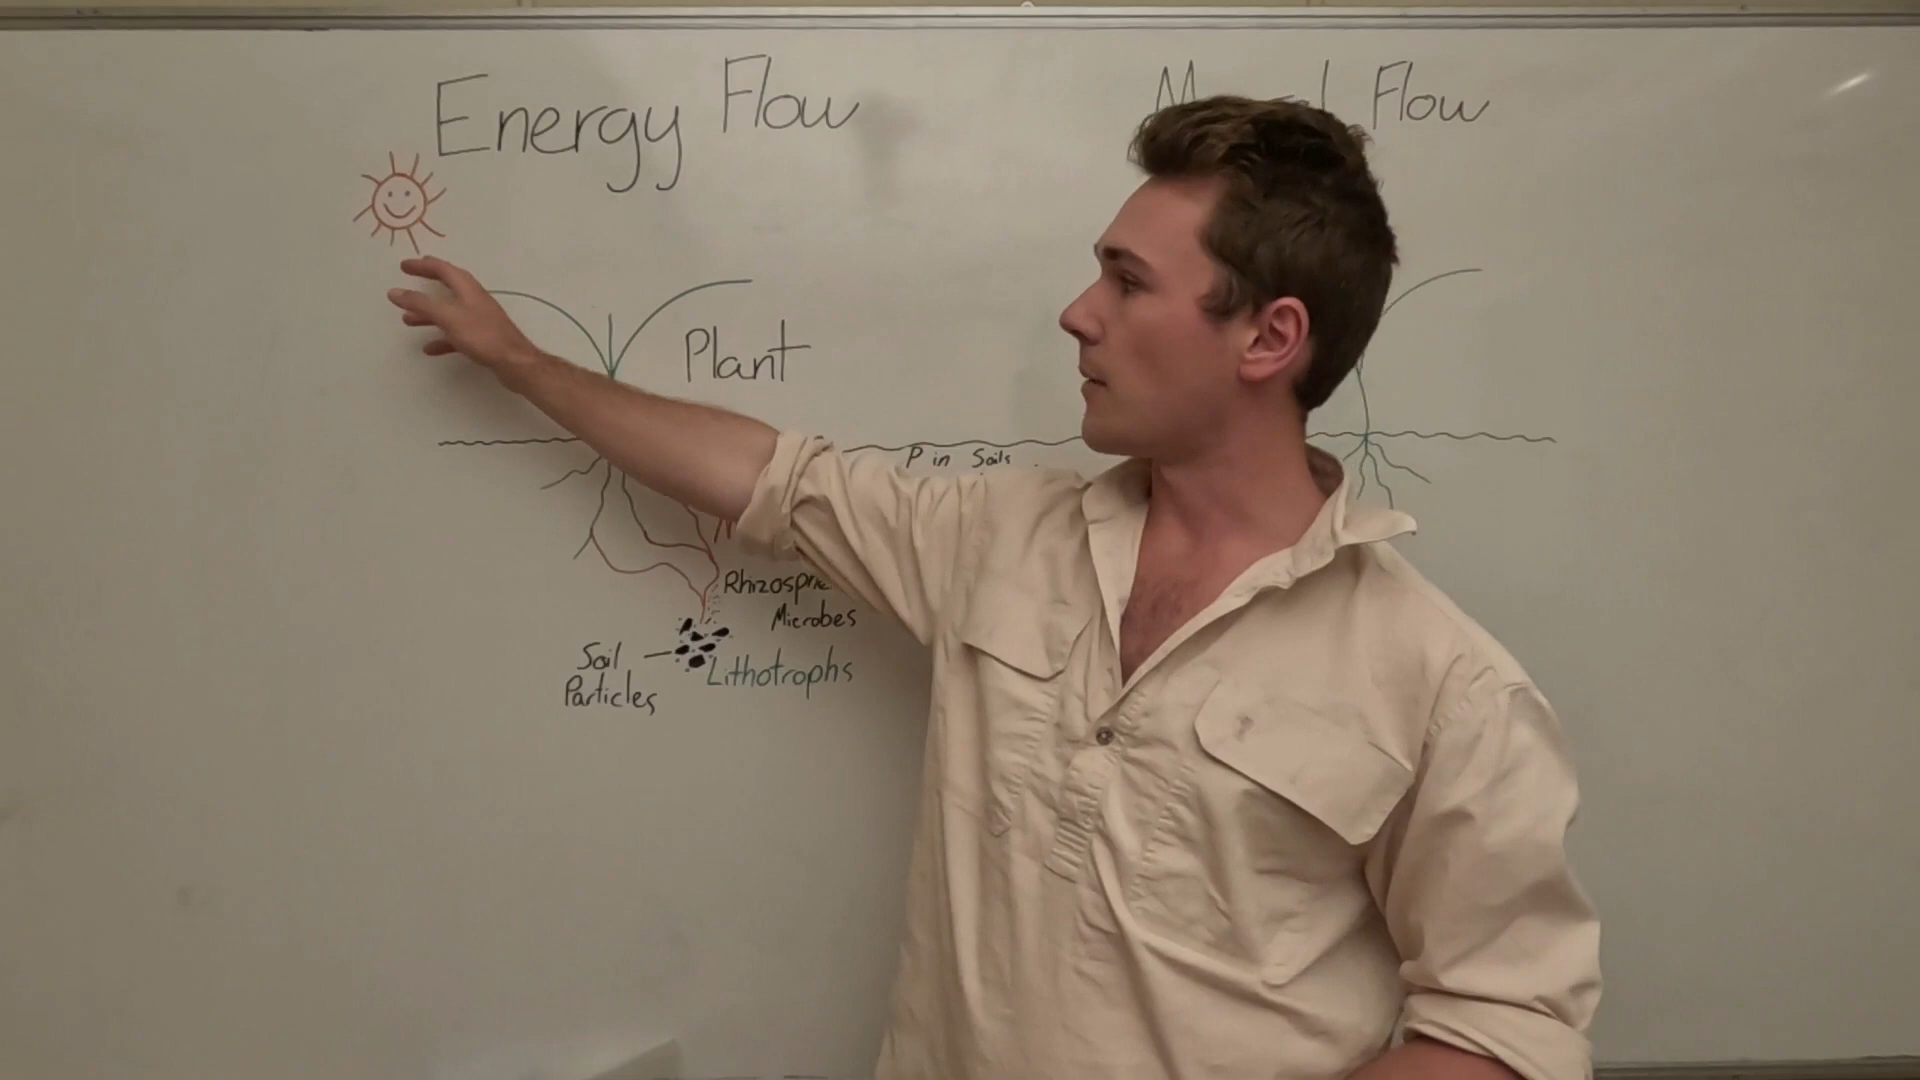 Energy Flow
Flow
Plant
P in Soils
Microbes
Soil
Particles
Lithotrophs